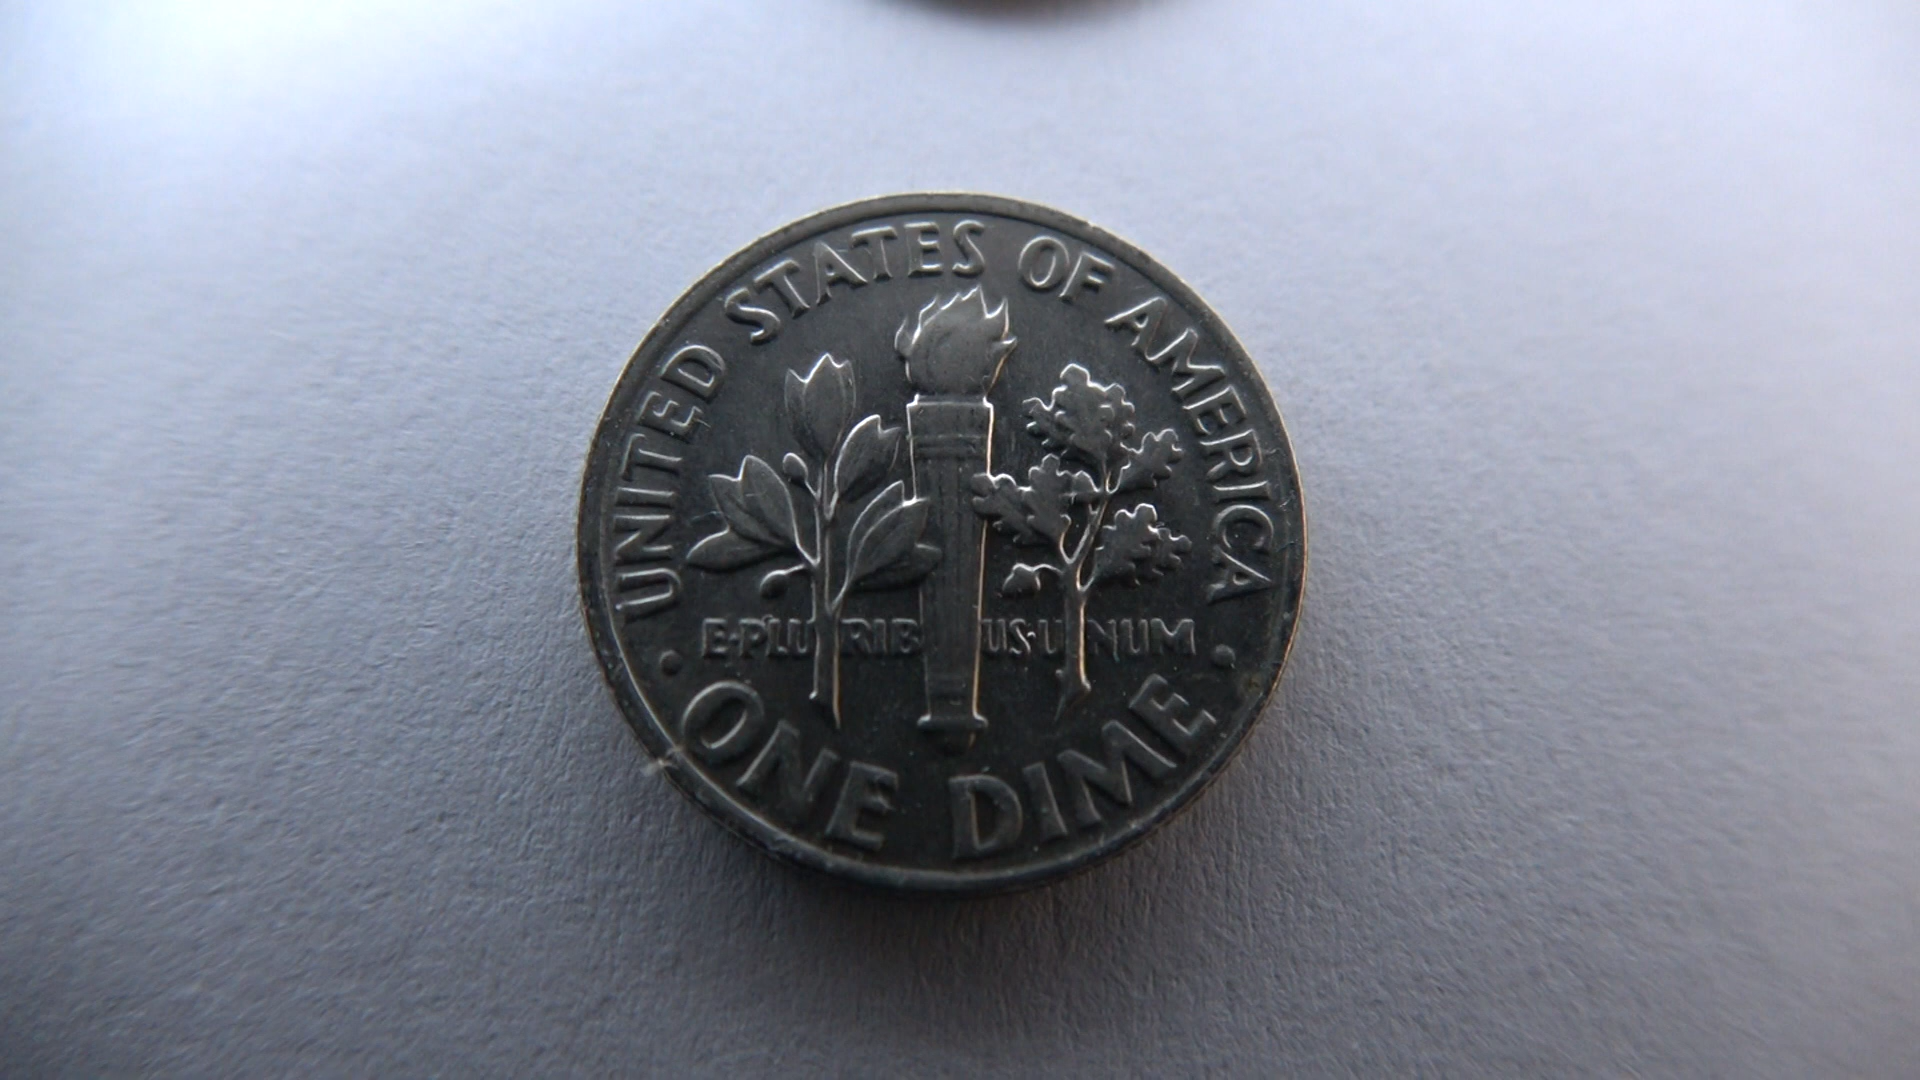 UNITED STATES OF AMERICA
E·PLURIBUS·UNUM
· ONE DIME ·